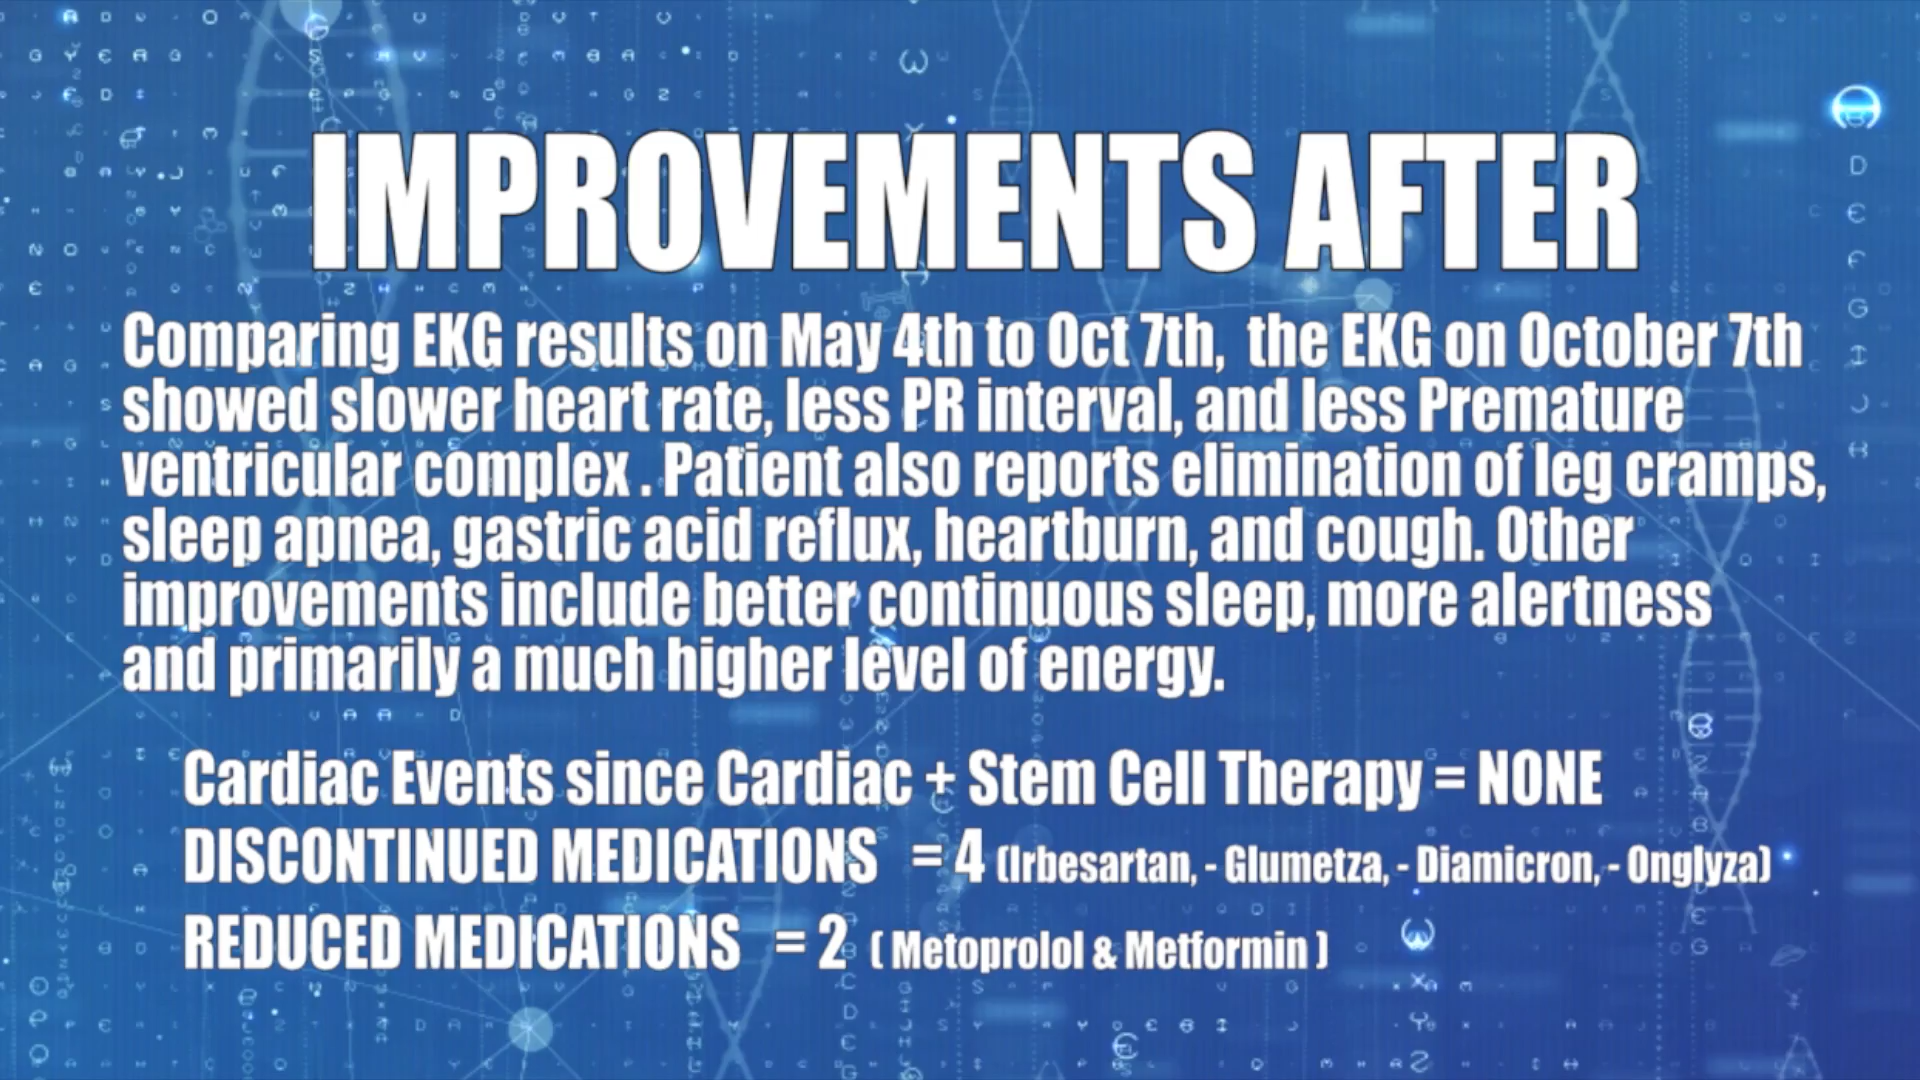 IMPROVEMENTS AFTER
Comparing EKG results on May 4th to Oct 7th,  the EKG on October 7th
showed slower heart rate, less PR interval, and less Premature
ventricular complex . Patient also reports elimination of leg cramps,
sleep apnea, gastric acid reflux, heartburn, and cough. Other
improvements include better continuous sleep, more alertness
and primarily a much higher level of energy.
Cardiac Events since Cardiac + Stem Cell Therapy = NONE
DISCONTINUED MEDICATIONS  = 4 (Irbesartan, - Glumetza, - Diamicron, - Onglyza)
REDUCED MEDICATIONS  = 2  ( Metoprolol & Metformin )